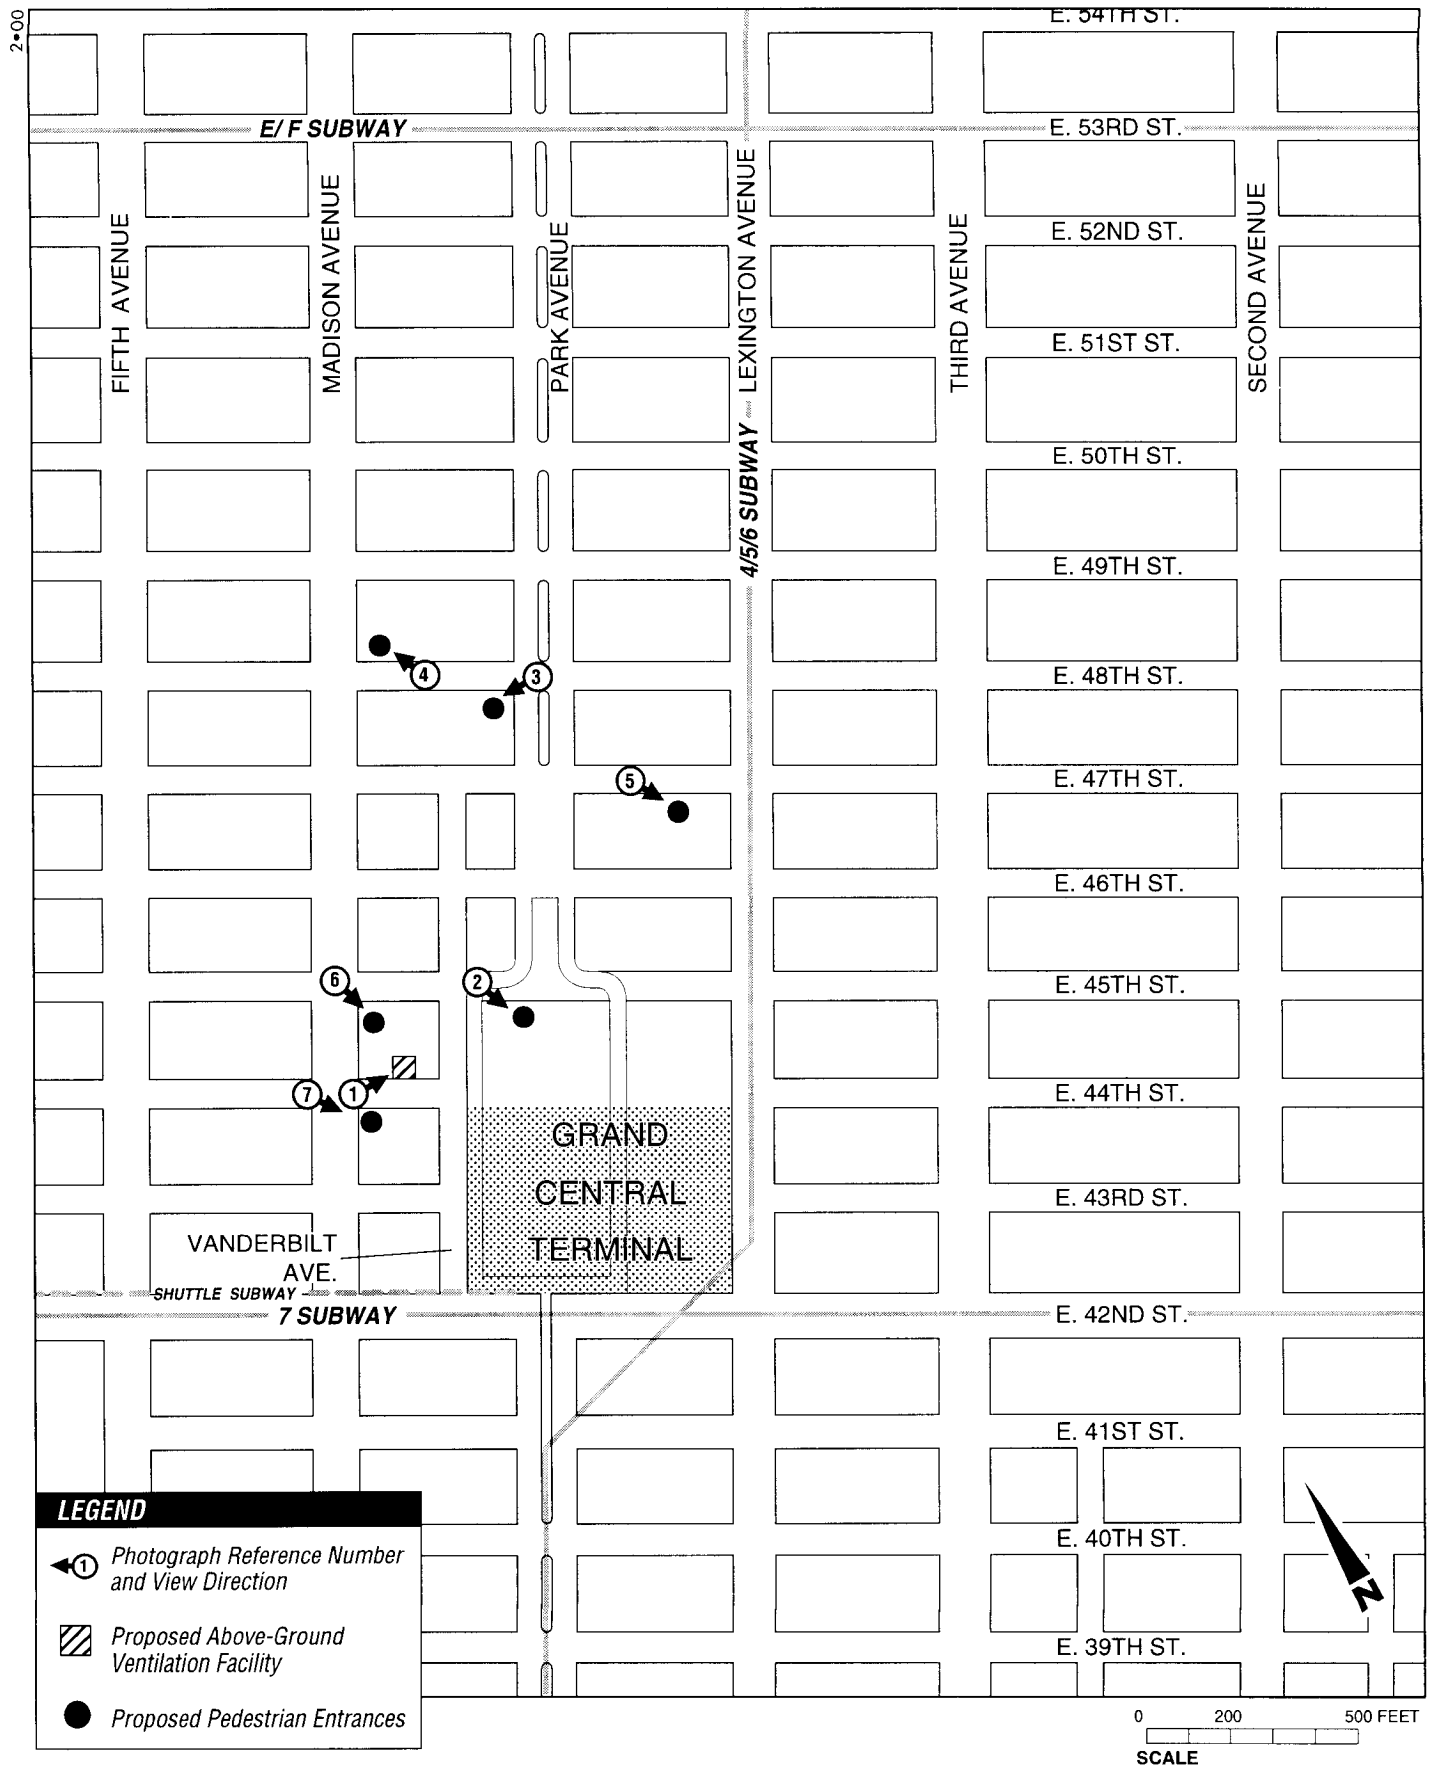 2•00
E. 54TH ST.
E/F SUBWAY
E. 53RD ST.
FIFTH AVENUE
MADISON AVENUE
PARK AVENUE
LEXINGTON AVENUE
THIRD AVENUE
SECOND AVENUE
E. 52ND ST.
E. 51ST ST.
4/5/6 SUBWAY
E. 50TH ST.
E. 49TH ST.
E. 48TH ST.
4
3
E. 47TH ST.
5
E. 46TH ST.
6
2
E. 45TH ST.
7
1
E. 44TH ST.
GRAND
CENTRAL
TERMINAL
E. 43RD ST.
VANDERBILT
AVE.
SHUTTLE SUBWAY
7 SUBWAY
E. 42ND ST.
E. 41ST ST.
E. 40TH ST.
E. 39TH ST.
N
LEGEND
1 Photograph Reference Number
and View Direction
Proposed Above-Ground
Ventilation Facility
Proposed Pedestrian Entrances
0 200 500 FEET
SCALE